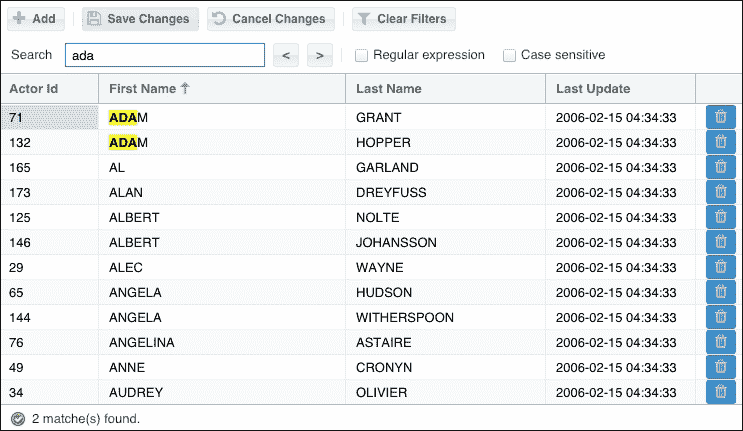 Add Save Changes Cancel Changes Clear Filters
Search ada < > Regular expression Case sensitive
Actor Id First Name Last Name Last Update
71 ADAM GRANT 2006-02-15 04:34:33
132 ADAM HOPPER 2006-02-15 04:34:33
165 AL GARLAND 2006-02-15 04:34:33
173 ALAN DREYFUSS 2006-02-15 04:34:33
125 ALBERT NOLTE 2006-02-15 04:34:33
146 ALBERT JOHANSSON 2006-02-15 04:34:33
29 ALEC WAYNE 2006-02-15 04:34:33
65 ANGELA HUDSON 2006-02-15 04:34:33
144 ANGELA WITHERSPOON 2006-02-15 04:34:33
76 ANGELINA ASTAIRE 2006-02-15 04:34:33
49 ANNE CRONYN 2006-02-15 04:34:33
34 AUDREY OLIVIER 2006-02-15 04:34:33
2 matche(s) found.